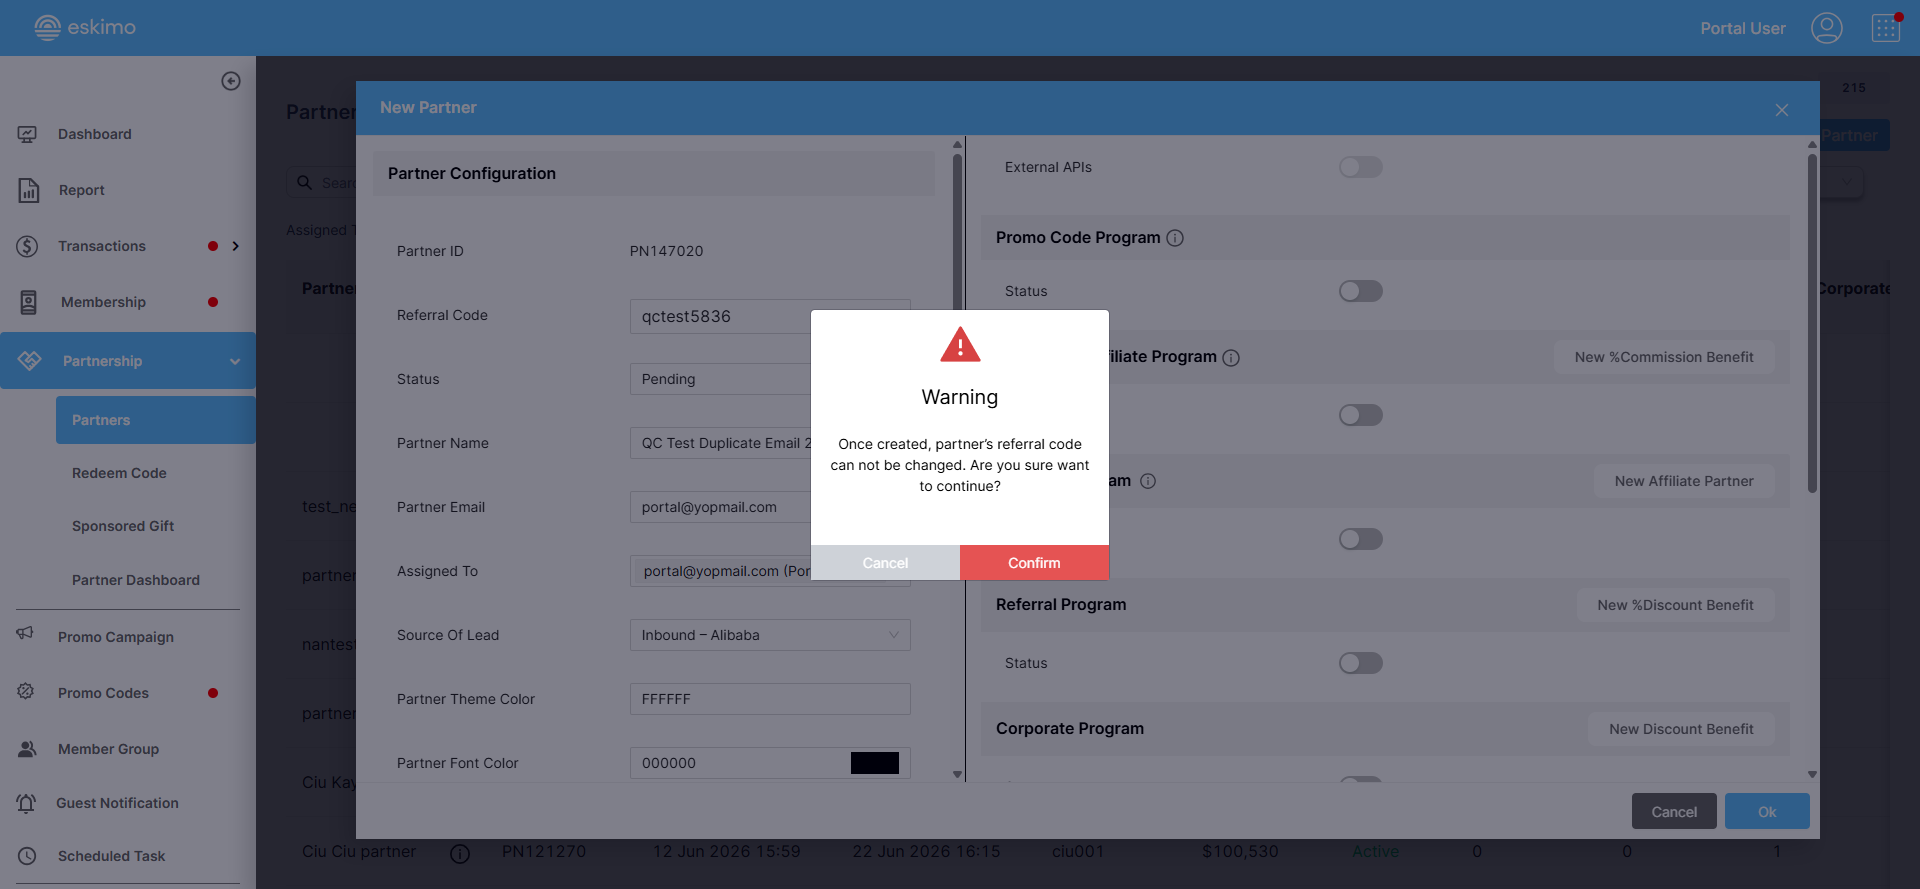 eskimo
Portal User
215
Dashboard
Report
Transactions
Membership
Partnership
Partners
Redeem Code
Sponsored Gift
Partner Dashboard
Promo Campaign
Promo Codes
Member Group
Guest Notification
Scheduled Task
Partner
Assigned
New Partner
Partner Configuration
Partner ID
PN147020
Referral Code
qctest5836
Status
Pending
Partner Name
QC Test Duplicate Email 2
Partner Email
portal@yopmail.com
Assigned To
portal@yopmail.com (Por
Source Of Lead
Inbound – Alibaba
Partner Theme Color
FFFFFF
Partner Font Color
000000
External APIs
Promo Code Program
Status
filiate Program
New %Commission Benefit
am
New Affiliate Partner
Referral Program
New %Discount Benefit
Status
Corporate Program
New Discount Benefit
Cancel
Ok
Warning
Once created, partner's referral code
can not be changed. Are you sure want
to continue?
Cancel
Confirm
Partner
Corporate
test_ne
partner
nantest
partner
Ciu Kay
Ciu Ciu partner PN121270 12 Jun 2026 15:59 22 Jun 2026 16:15 ciu001 $100,530 Active 0 0 1